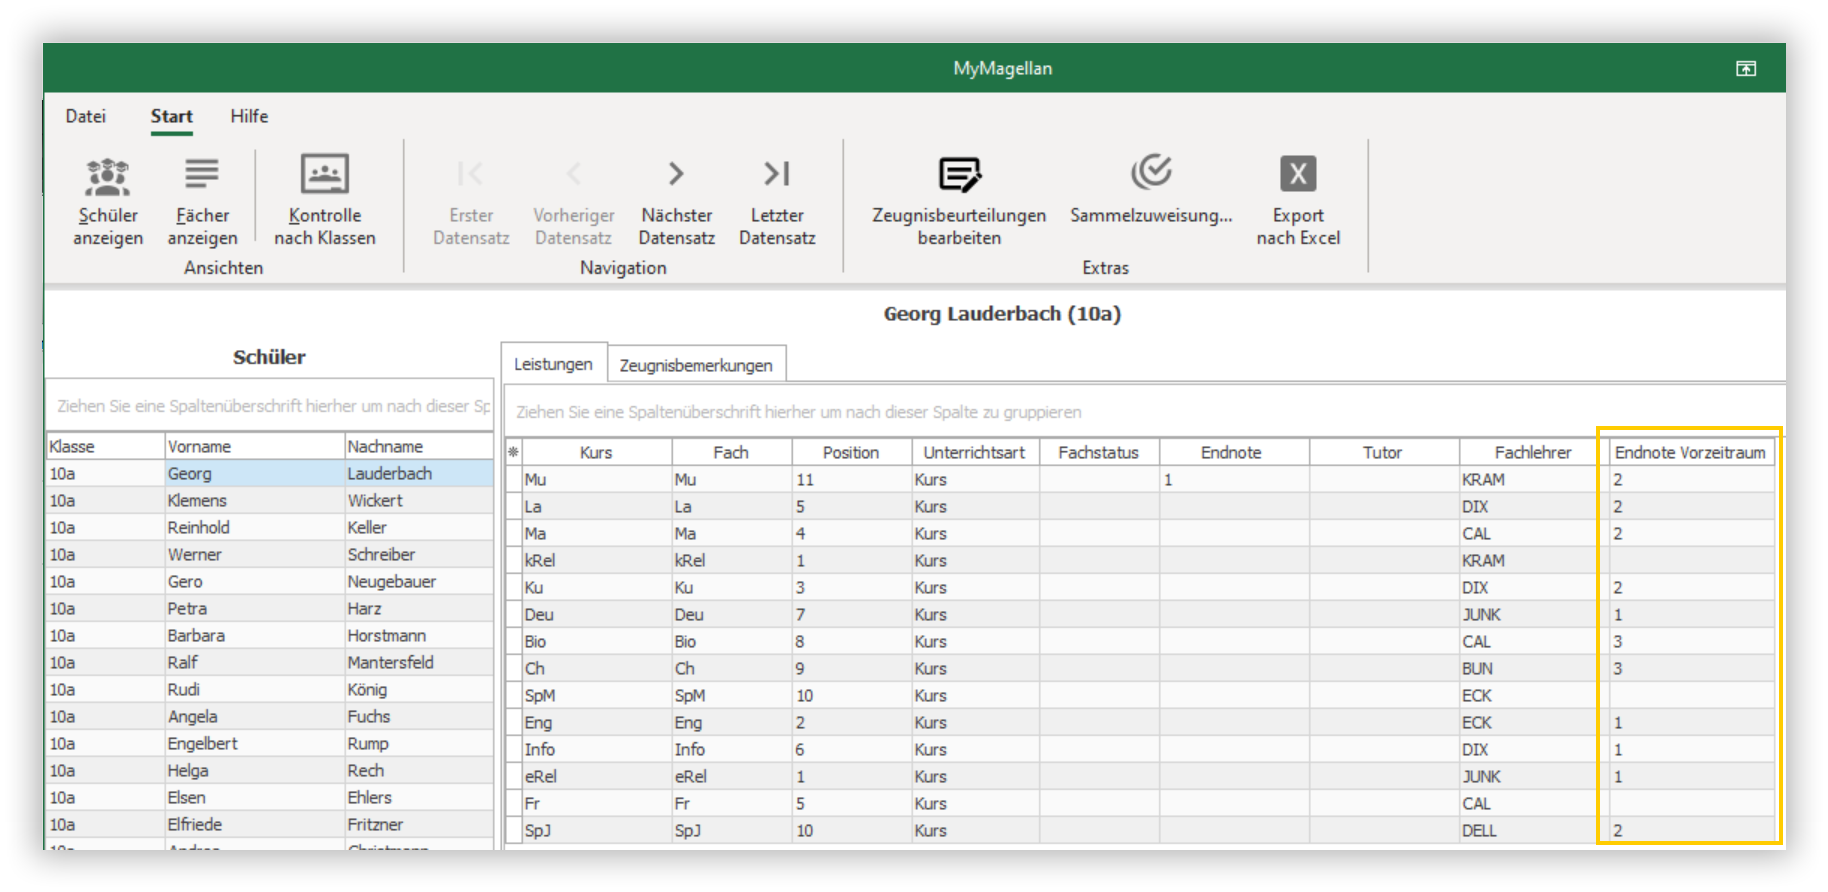 MyMagellan
Datei Start Hilfe
Schüler anzeigen
Fächer anzeigen
Kontrolle nach Klassen
Erster Datensatz
Vorheriger Datensatz
Nächster Datensatz
Letzter Datensatz
Zeugnisbeurteilungen bearbeiten
Sammelzuweisung...
Export nach Excel
Ansichten Navigation Extras
Georg Lauderbach (10a)
Schüler
Ziehen Sie eine Spaltenüberschrift hierher um nach dieser Sp
Klasse Vorname Nachname
10a Georg Lauderbach
10a Klemens Wickert
10a Reinhold Keller
10a Werner Schreiber
10a Gero Neugebauer
10a Petra Harz
10a Barbara Horstmann
10a Ralf Mantersfeld
10a Rudi König
10a Angela Fuchs
10a Engelbert Rump
10a Helga Rech
10a Elsen Ehlers
10a Elfriede Fritzner
Leistungen Zeugnisbemerkungen
Ziehen Sie eine Spaltenüberschrift hierher um nach dieser Spalte zu gruppieren
Kurs Fach Position Unterrichtsart Fachstatus Endnote Tutor Fachlehrer Endnote Vorzeitraum
Mu Mu 11 Kurs 1 KRAM 2
La La 5 Kurs DIX 2
Ma Ma 4 Kurs CAL 2
kRel kRel 1 Kurs KRAM
Ku Ku 3 Kurs DIX 2
Deu Deu 7 Kurs JUNK 1
Bio Bio 8 Kurs CAL 3
Ch Ch 9 Kurs BUN 3
SpM SpM 10 Kurs ECK
Eng Eng 2 Kurs ECK 1
Info Info 6 Kurs DIX 1
eRel eRel 1 Kurs JUNK 1
Fr Fr 5 Kurs CAL
SpJ SpJ 10 Kurs DELL 2